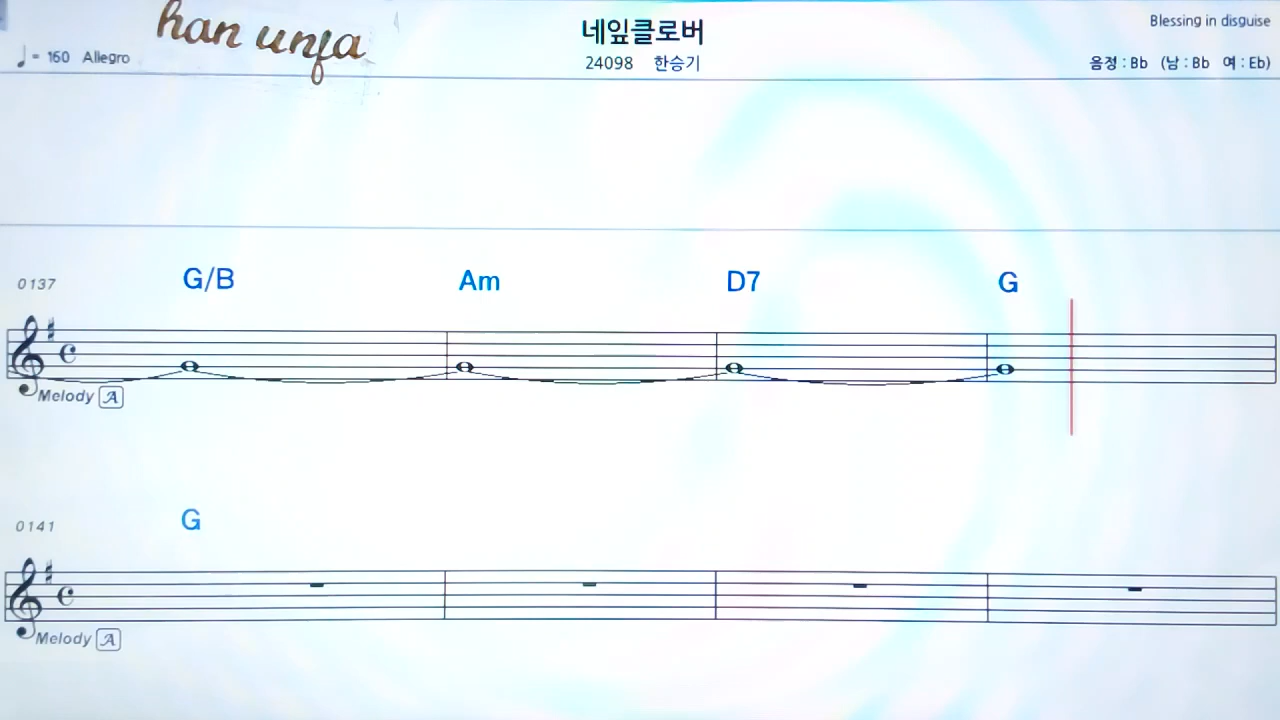 han unja
네잎클로버
Blessing in disguise
♩ = 160 Allegro
24098 한승기
음정 : Bb (남 : Bb 여 : Eb)
0137 G/B Am D7 G
Melody A
0141 G
Melody A